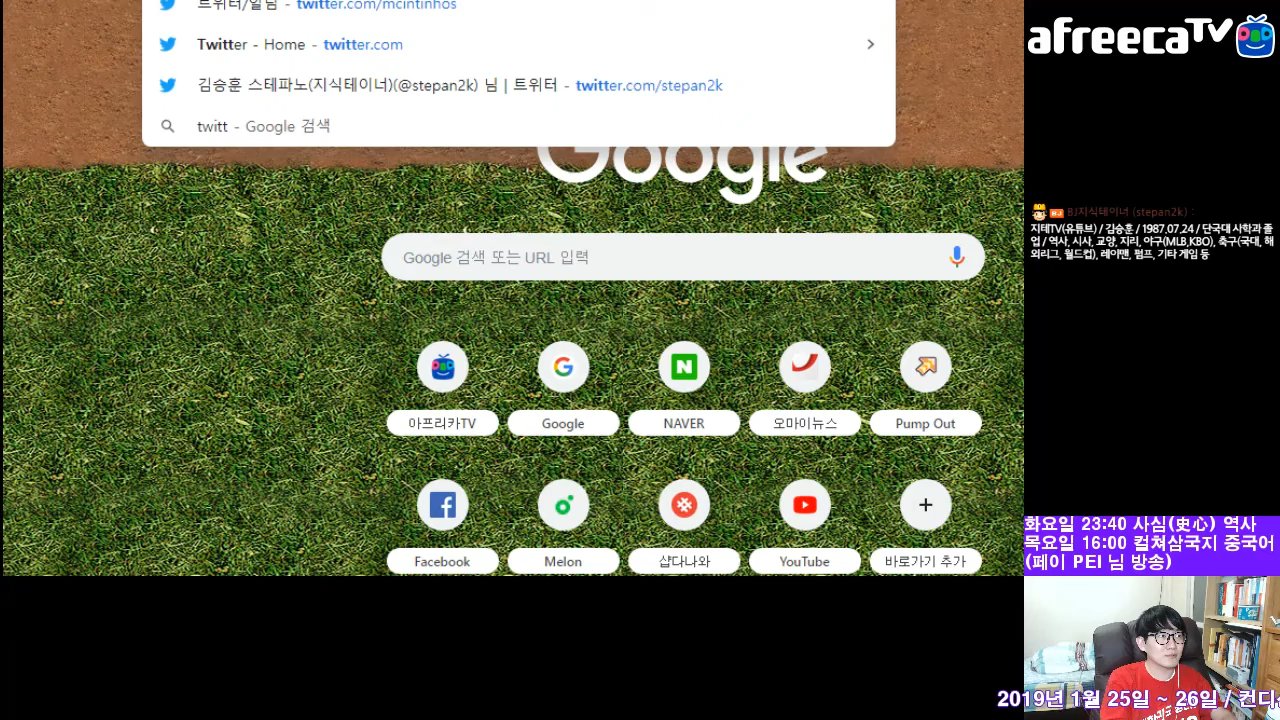 트위터/알림 - twitter.com/mcintinhos
Twitter - Home - twitter.com
김승훈 스테파노(지식테이너)(@stepan2k) 님 | 트위터 - twitter.com/stepan2k
twitt - Google 검색
Google
Google 검색 또는 URL 입력
아프리카TV
Google
NAVER
오마이뉴스
Pump Out
Facebook
Melon
샵다나와
YouTube
바로가기 추가
afreecaTV
BJ지식테이너 (stepan2k) :
지테TV(유튜브) / 김승훈 / 1987.07.24 / 단국대 사학과 졸
업 / 역사, 시사, 교양, 지리, 야구(MLB,KBO), 축구(국대, 해
외리그, 월드컵), 레이맨, 펌프, 기타 게임 등
화요일 23:40 사심(史心) 역사
목요일 16:00 컬쳐삼국지 중국어
(페이 PEI 님 방송)
2019년 1월 25일 ~ 26일 / 컨디